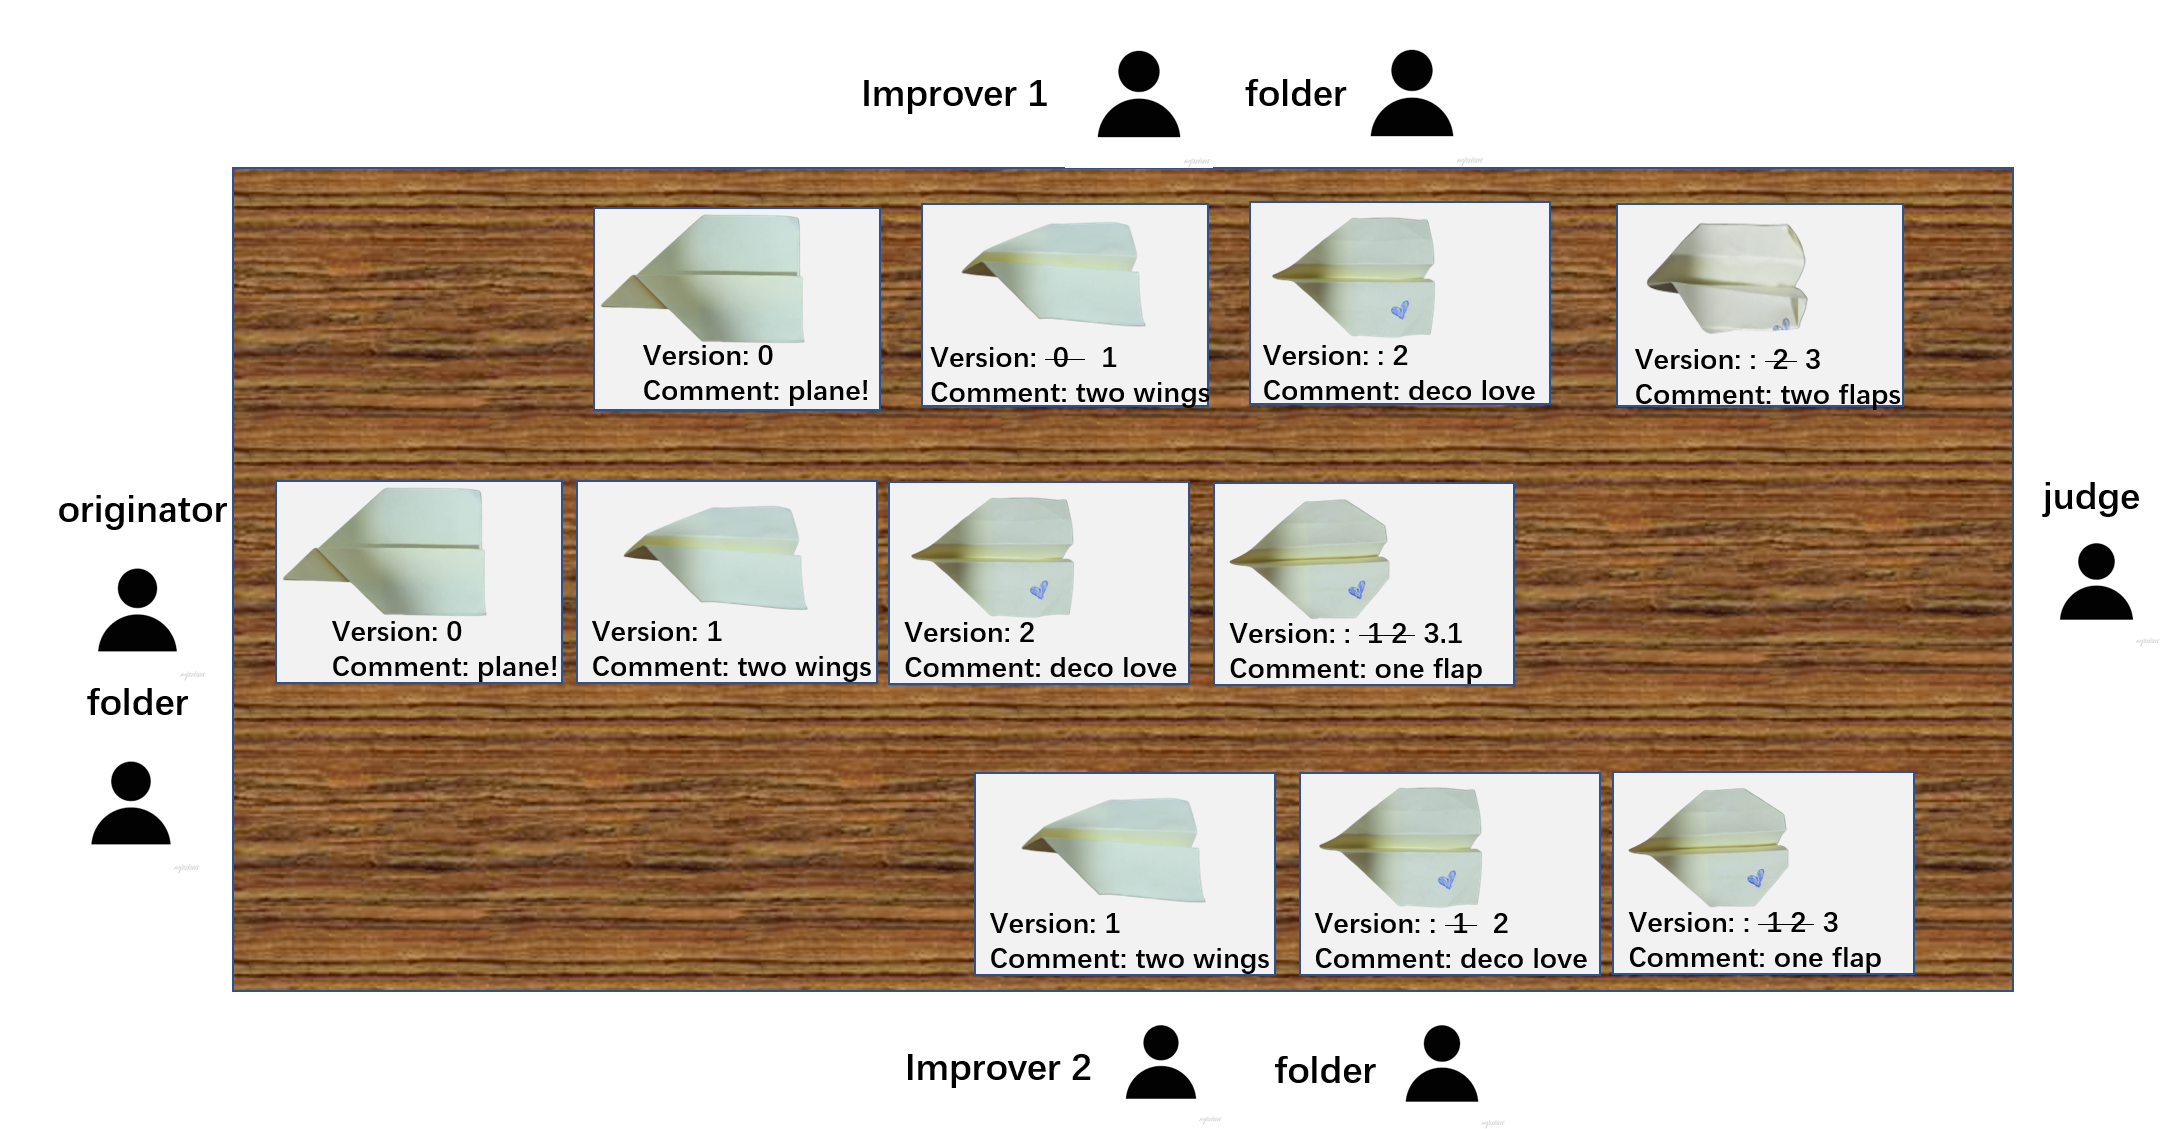 Improver 1
folder
Version: 0
Comment: plane!
Version: 0 1
Comment: two wings
Version: : 2
Comment: deco love
Version: : 2 3
Comment: two flaps
originator
folder
judge
Version: 0
Comment: plane!
Version: 1
Comment: two wings
Version: 2
Comment: deco love
Version: : 1 2 3.1
Comment: one flap
Version: 1
Comment: two wings
Version: : 1 2
Comment: deco love
Version: : 1 2 3
Comment: one flap
Improver 2
folder